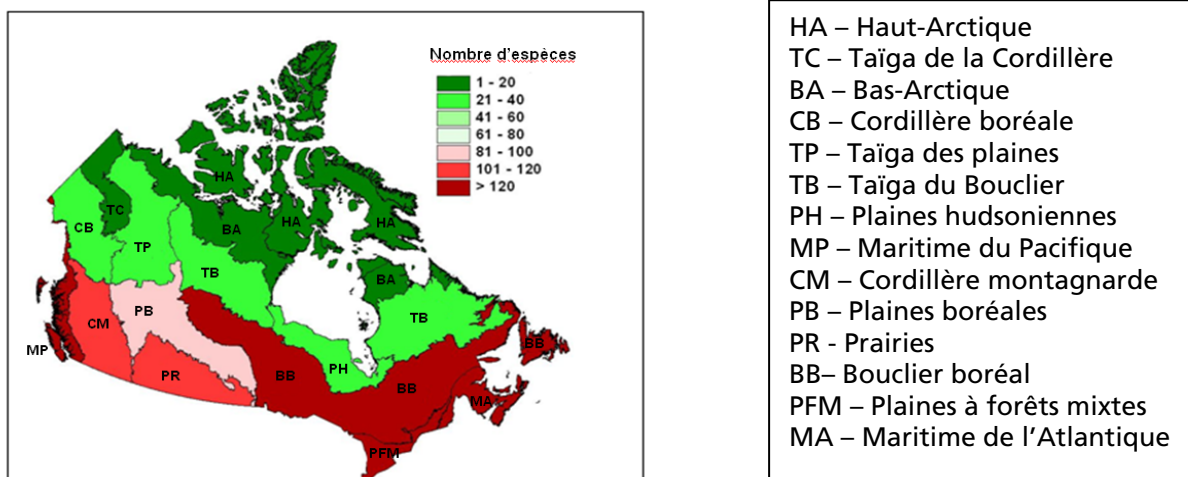 Nombre d'espèces
1 - 20
21 - 40
41 - 60
61 - 80
81 - 100
101 - 120
> 120
HA
HA
HA
TC
BA
CB
TP
TB
BA
PB
TB
CM
MP
BB
PR
BB
PH
BB
MA
PFM
HA – Haut-Arctique
TC – Taïga de la Cordillère
BA – Bas-Arctique
CB – Cordillère boréale
TP – Taïga des plaines
TB – Taïga du Bouclier
PH – Plaines hudsoniennes
MP – Maritime du Pacifique
CM – Cordillère montagnarde
PB – Plaines boréales
PR - Prairies
BB– Bouclier boréal
PFM – Plaines à forêts mixtes
MA – Maritime de l'Atlantique